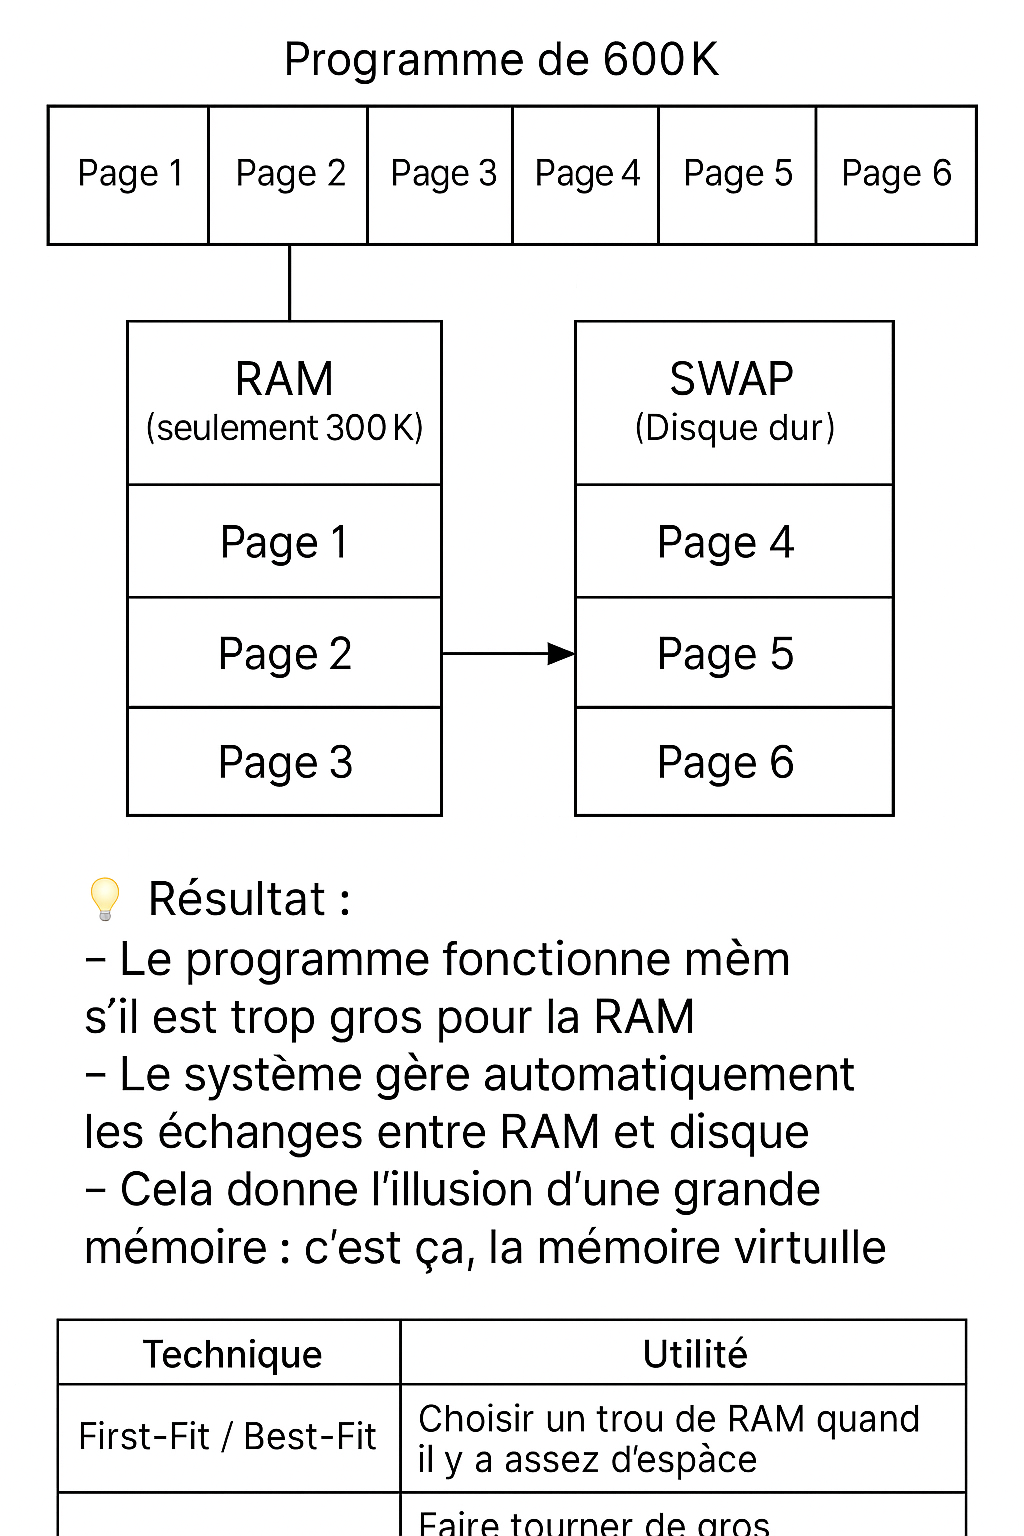 Programme de 600 K
Page 1
Page 2
Page 3
Page 4
Page 5
Page 6
RAM
(seulement 300 K)
Page 1
Page 2
Page 3
SWAP
(Disque dur)
Page 4
Page 5
Page 6
💡 Résultat :
– Le programme fonctionne mèm
s’il est trop gros pour la RAM
– Le système gère automatiquement
les échanges entre RAM et disque
– Cela donne l’illusion d’une grande
mémoire : c’est ça, la mémoire virtuılle
Technique
Utilité
First-Fit / Best-Fit
Choisir un trou de RAM quand
il y a assez d’espàce
Faire tourner de gros